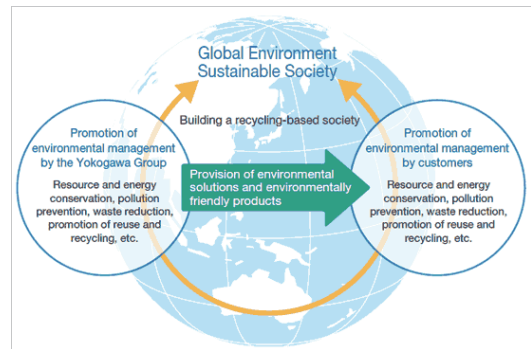 Global Environment
Sustainable Society
Building a recycling-based society
Promotion of
environmental management
by the Yokogawa Group
Resource and energy
conservation, pollution
prevention, waste reduction,
promotion of reuse and
recycling, etc.
Provision of environmental
solutions and environmentally
friendly products
Promotion of
environmental management
by customers
Resource and energy
conservation, pollution
prevention, waste reduction,
promotion of reuse and
recycling, etc.